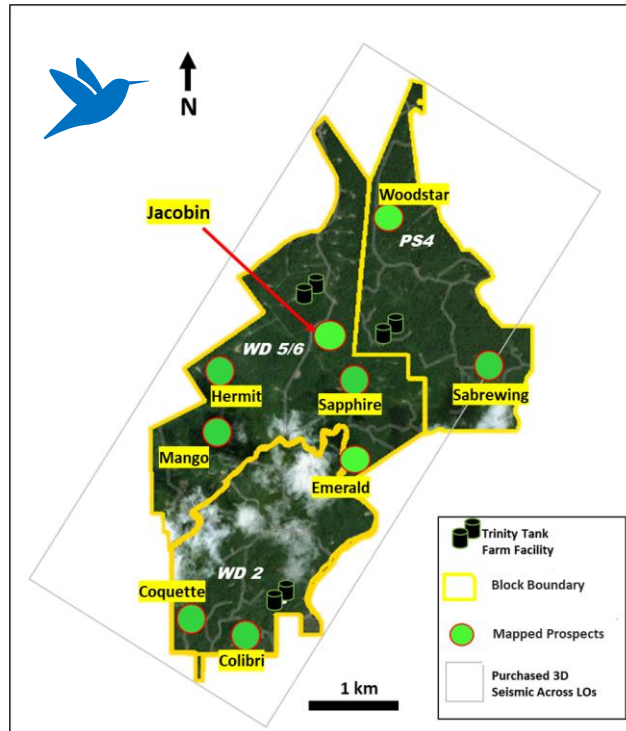 N
Woodstar
Jacobin
PS4
WD 5/6
Hermit
Sapphire
Sabrewing
Mango
Emerald
WD 2
Coquette
Colibri
1 km
Trinity Tank
Farm Facility
Block Boundary
Mapped Prospects
Purchased 3D
Seismic Across LOs